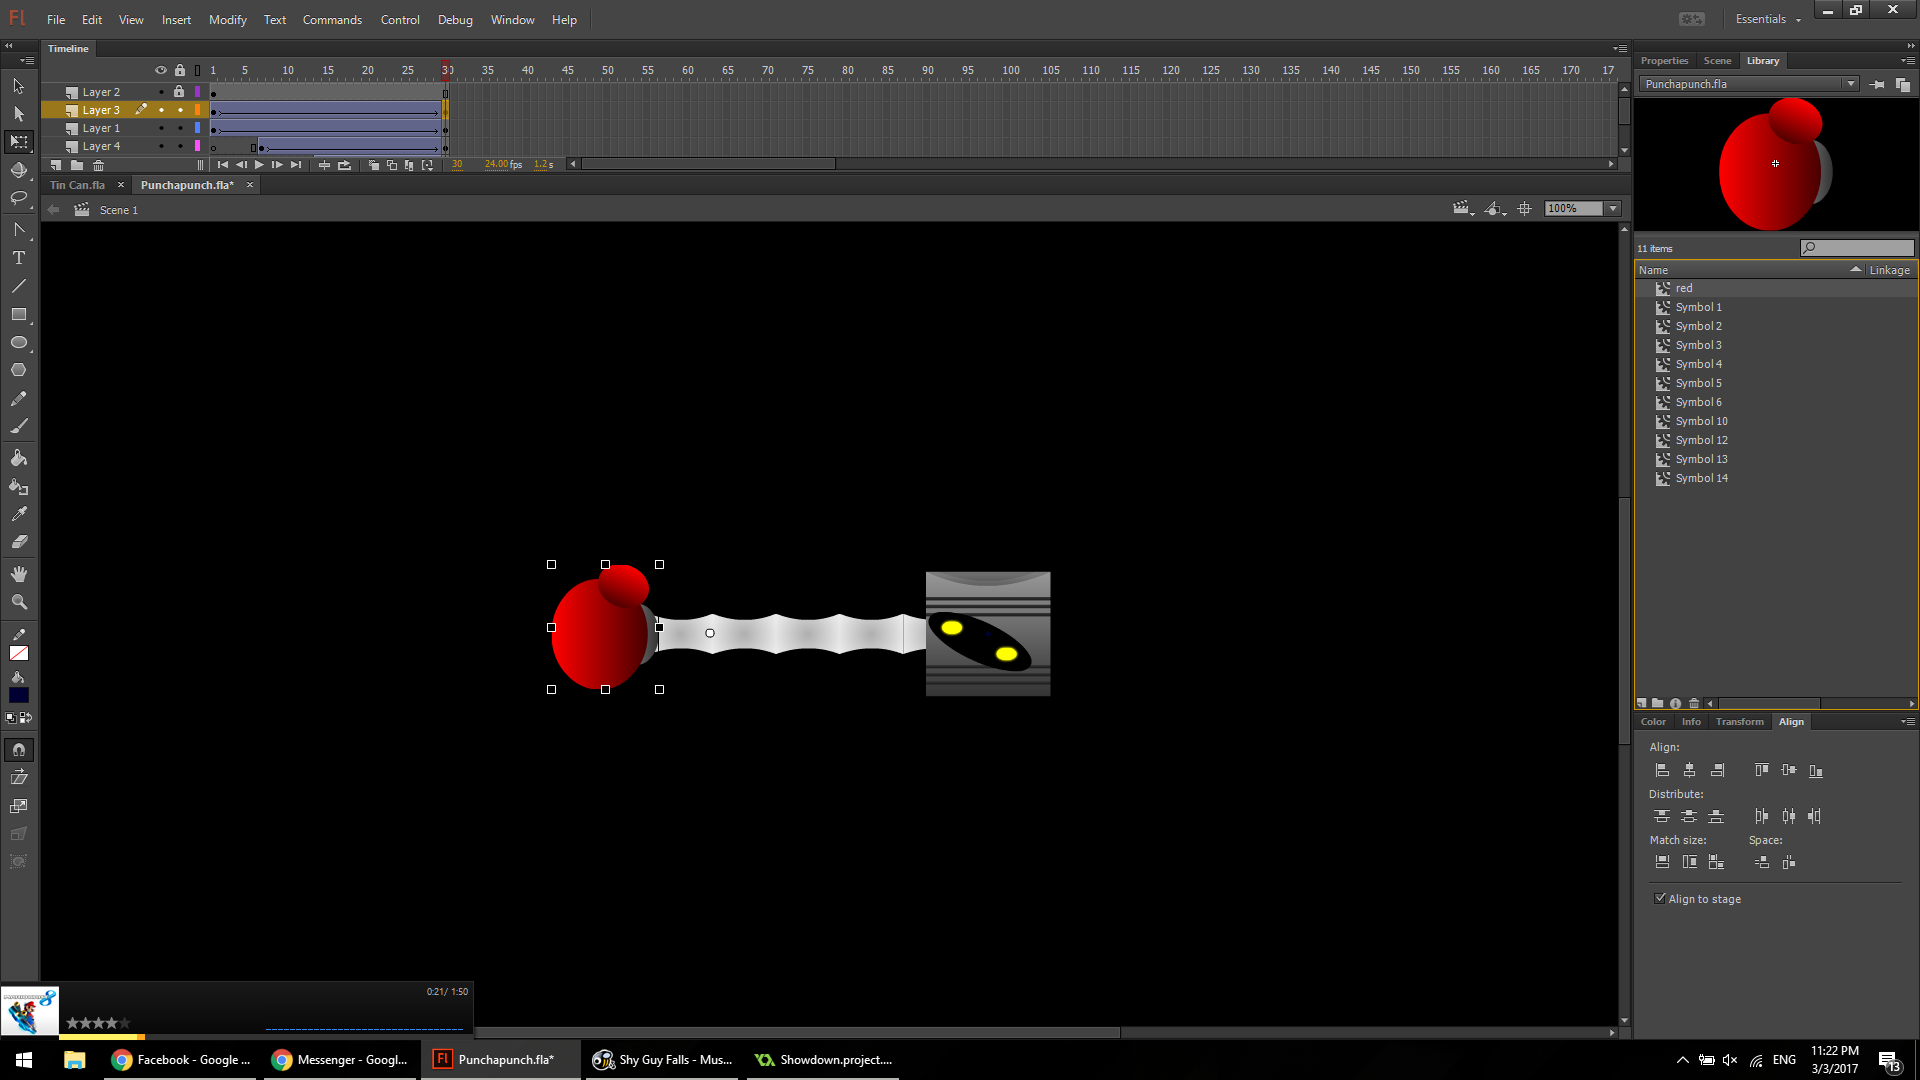 Fl File Edit View Insert Modify Text Commands Control Debug Window Help Essentials
Timeline
1 5 10 15 20 25 30 35 40 45 50 55 60 65 70 75 80 85 90 95 100 105 110 115 120 125 130 135 140 145 150 155 160 165 170 17
Layer 2
Layer 3
Layer 1
Layer 4
30 24.00 fps 1.2 s
Tin Can.fla Punchapunch.fla*
Scene 1
100%
Properties Scene Library
Punchapunch.fla
11 items
Name Linkage
red
Symbol 1
Symbol 2
Symbol 3
Symbol 4
Symbol 5
Symbol 6
Symbol 10
Symbol 12
Symbol 13
Symbol 14
Color Info Transform Align
Align:
Distribute:
Match size: Space:
Align to stage
0:21/ 1:50
Facebook - Google ... Messenger - Googl... Fl Punchapunch.fla* Shy Guy Falls - Mus... Showdown.project....
ENG
11:22 PM
3/3/2017
13